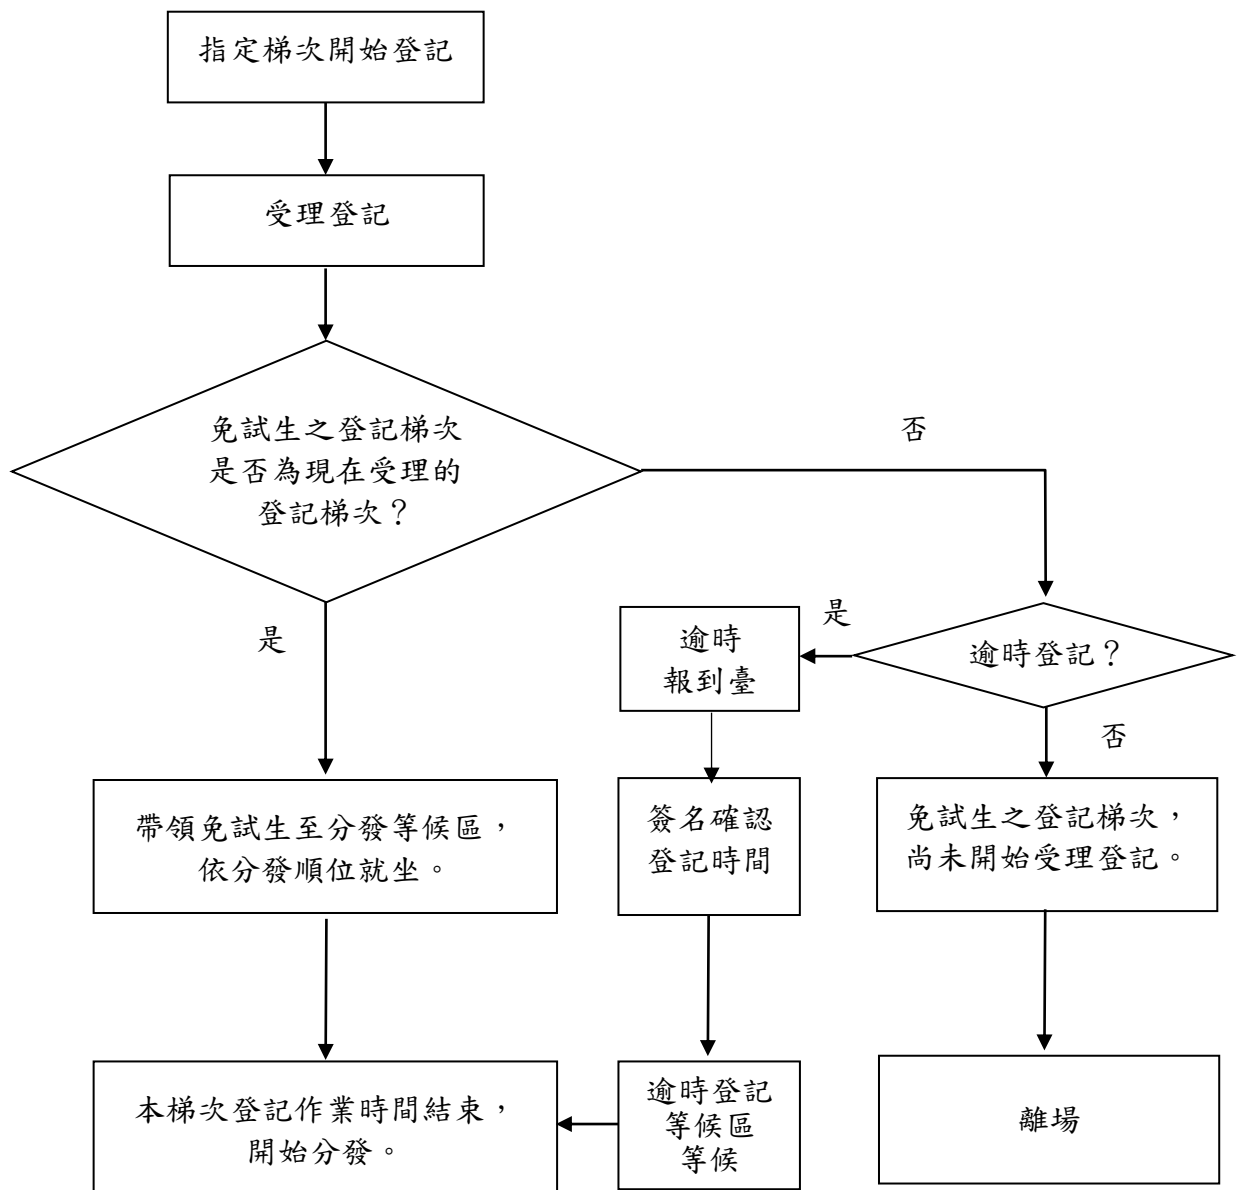 指定梯次開始登記
受理登記
免試生之登記梯次
是否為現在受理的
登記梯次？
否
是
逾時
報到臺
是
逾時登記？
否
帶領免試生至分發等候區，
依分發順位就坐。
簽名確認
登記時間
免試生之登記梯次，
尚未開始受理登記。
本梯次登記作業時間結束，
開始分發。
逾時登記
等候區
等候
離場